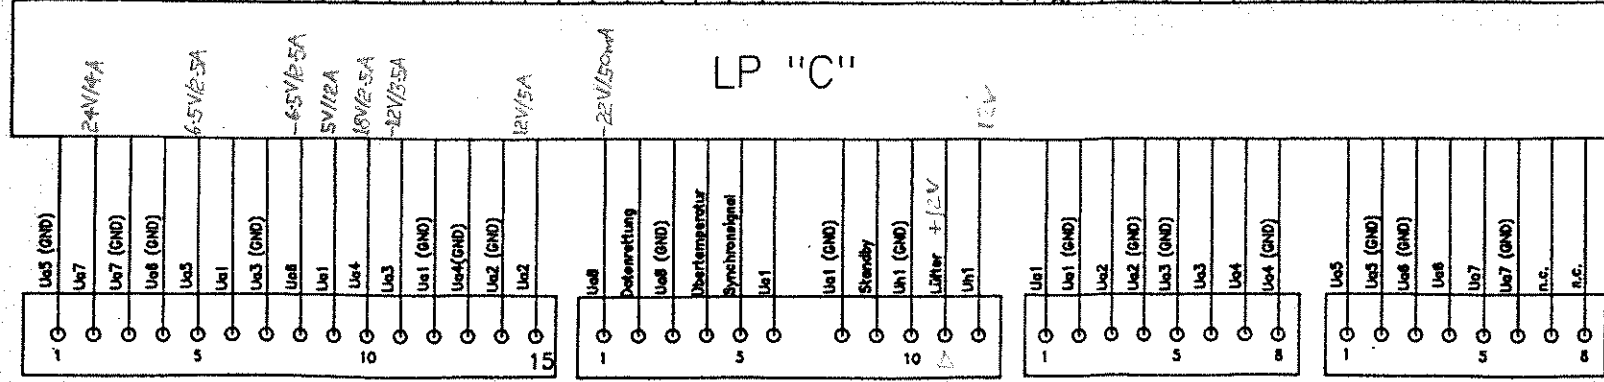 LP "C"
24V/4A
6.5V/2.5A
-6.5V/2.5A
5V/12A
18V/2.5A
-12V/3.5A
12V/5A
-22V/50mA
12V
Ua5 (GND)
Ua7
Ua7 (GND)
Ua6 (GND)
Ua5
Ua1
Ua3 (GND)
Ua6
Ua1
Ua4
Ua3
Ua1 (GND)
Ua4(GND)
Ua2 (GND)
Ua2
1 5 10 15
Ua8
Datenrettung
Ua8 (GND)
Übertemperatur
Synchronsignal
Ua1
Ua1 (GND)
Standby
Uh1 (GND)
Lüfter +12V
Uh1
1 5 10
Ua1
Ua1 (GND)
Ua2
Ua2 (GND)
Ua3 (GND)
Ua3
Ua4
Ua4 (GND)
1 5 8
Ua5
Ua5 (GND)
Ua6 (GND)
Ua6
Ua7
Ua7 (GND)
n.c.
n.c.
1 5 8